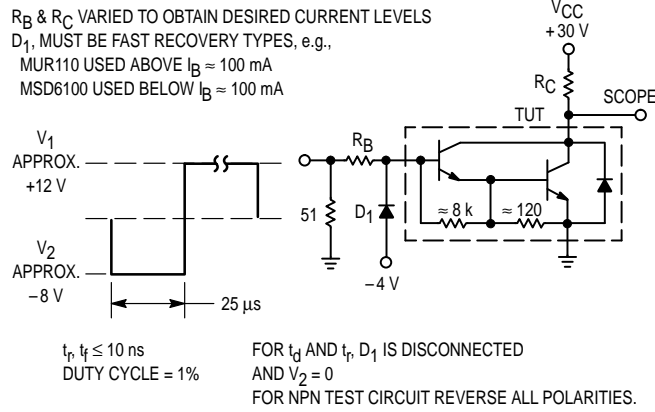 R_B & R_C VARIED TO OBTAIN DESIRED CURRENT LEVELS
D_1, MUST BE FAST RECOVERY TYPES, e.g.,
MUR110 USED ABOVE I_B ≈ 100 mA
MSD6100 USED BELOW I_B ≈ 100 mA
V_CC
+30 V
R_C
SCOPE
TUT
V_1
APPROX.
+12 V
R_B
51
D_1
≈ 8 k
≈ 120
V_2
APPROX.
−8 V
−4 V
25 µs
t_r, t_f ≤ 10 ns
DUTY CYCLE = 1%
FOR t_d AND t_r, D_1 IS DISCONNECTED
AND V_2 = 0
FOR NPN TEST CIRCUIT REVERSE ALL POLARITIES.